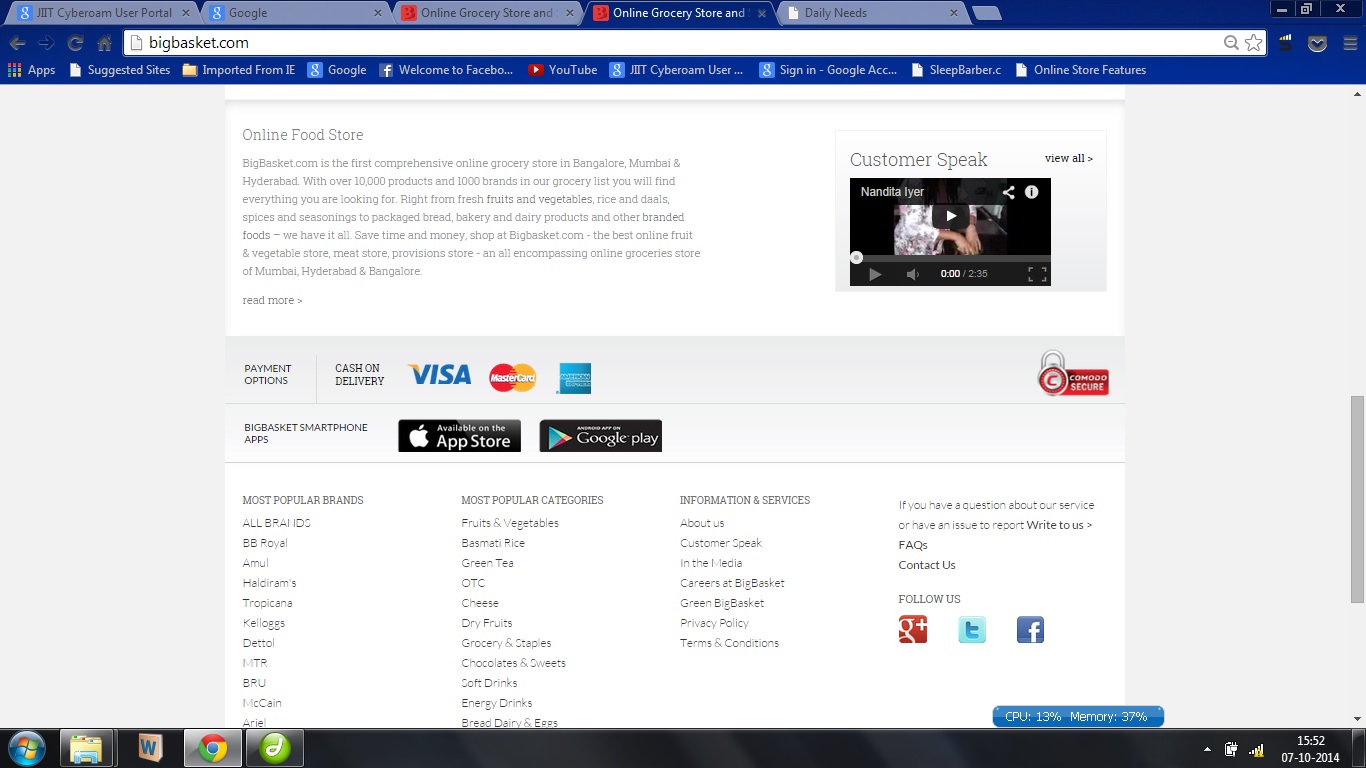 JIIT Cyberoam User Portal
Google
Online Grocery Store and S
Online Grocery Store and S
Daily Needs
bigbasket.com
Apps
Suggested Sites
Imported From IE
Google
Welcome to Facebo...
YouTube
JIIT Cyberoam User ...
Sign in - Google Acc...
SleepBarber.c
Online Store Features
Online Food Store
BigBasket.com is the first comprehensive online grocery store in Bangalore, Mumbai &
Hyderabad. With over 10,000 products and 1000 brands in our grocery list you will find
everything you are looking for. Right from fresh fruits and vegetables, rice and daals,
spices and seasonings to packaged bread, bakery and dairy products and other branded
foods – we have it all. Save time and money, shop at Bigbasket.com - the best online fruit
& vegetable store, meat store, provisions store - an all encompassing online groceries store
of Mumbai, Hyderabad & Bangalore.
read more >
Customer Speak
view all >
Nandita Iyer
0:00 / 2:35
PAYMENT
OPTIONS
CASH ON
DELIVERY
VISA
MasterCard
AMERICAN
EXPRESS
COMODO
SECURE
BIGBASKET SMARTPHONE
APPS
Available on the
App Store
ANDROID APP ON
Google play
MOST POPULAR BRANDS
ALL BRANDS
BB Royal
Amul
Haldiram's
Tropicana
Kelloggs
Dettol
MTR
BRU
McCain
Ariel
MOST POPULAR CATEGORIES
Fruits & Vegetables
Basmati Rice
Green Tea
OTC
Cheese
Dry Fruits
Grocery & Staples
Chocolates & Sweets
Soft Drinks
Energy Drinks
Bread Dairy & Eggs
INFORMATION & SERVICES
About us
Customer Speak
In the Media
Careers at BigBasket
Green BigBasket
Privacy Policy
Terms & Conditions
If you have a question about our service
or have an issue to report Write to us >
FAQs
Contact Us
FOLLOW US
CPU: 13% Memory: 37%
15:52
07-10-2014